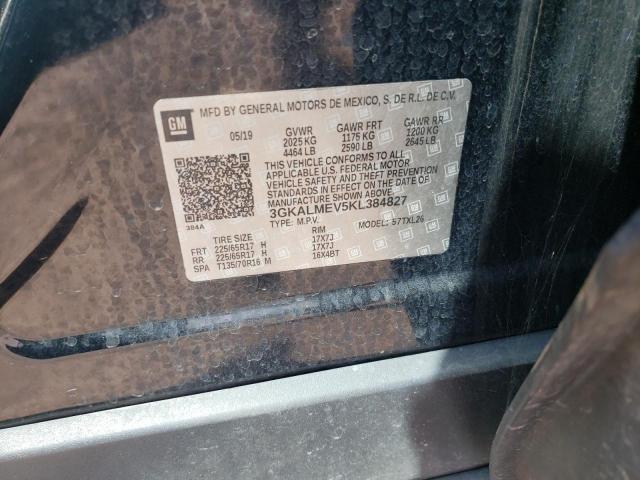 GM MFD BY GENERAL MOTORS DE MEXICO, S. DE R.L. DE C.V.
05/19 GVWR GAWR FRT GAWR RR
2025 KG 1175 KG 1200 KG
4464 LB 2590 LB 2645 LB
THIS VEHICLE CONFORMS TO ALL
APPLICABLE U.S. FEDERAL MOTOR
VEHICLE SAFETY, BUMPER, AND
THEFT PREVENTION STANDARDS
IN EFFECT ON THE DATE OF
MANUFACTURE SHOWN ABOVE.
3GKALMEV5KL384827
384A TYPE: M.P.V. MODEL: 57TXL26
TIRE SIZE RIM
FRT 225/65R17 H 17X7J
RR 225/65R17 H 17X7J
SPA T135/70R16 M 16X4BT